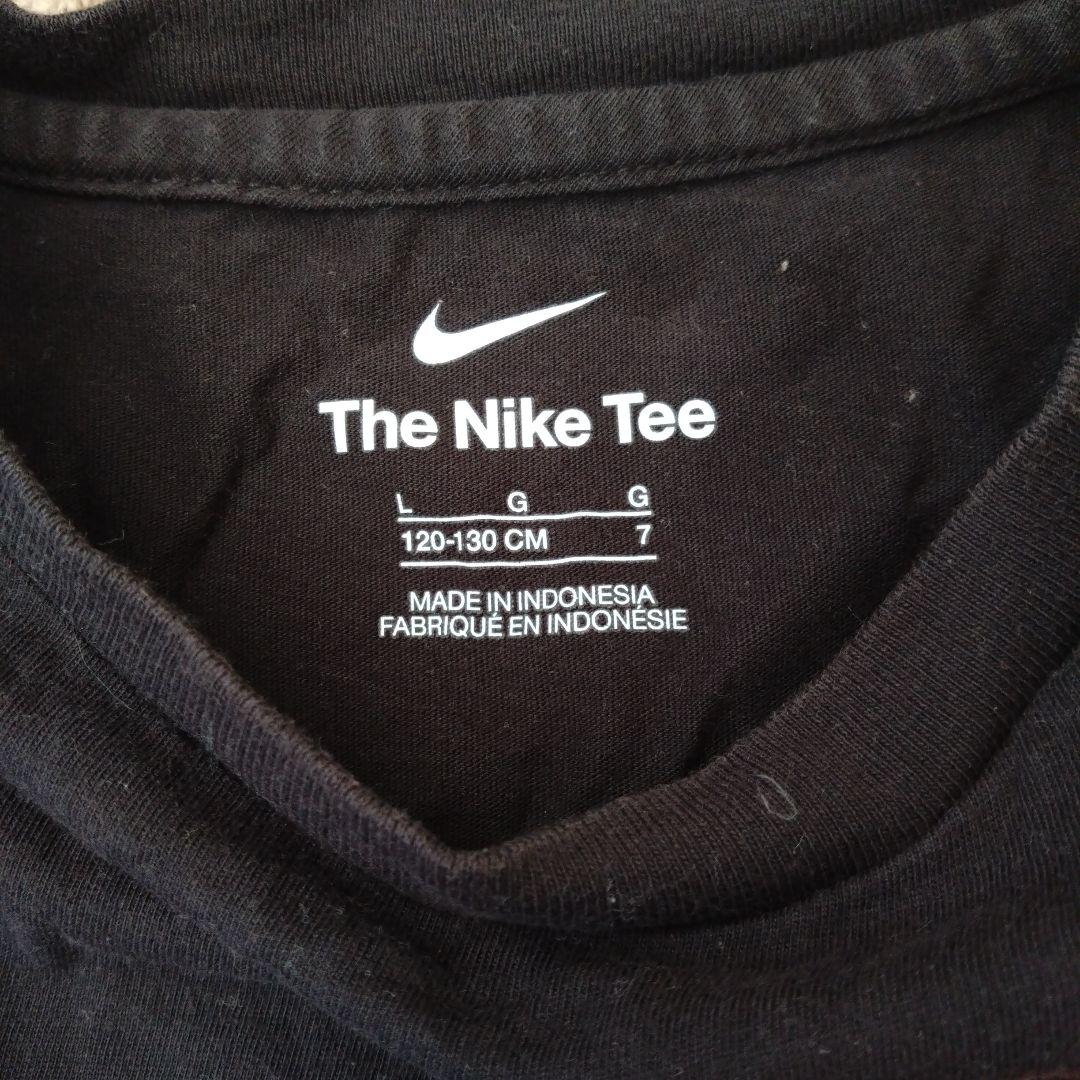 The Nike Tee
L G G
120-130 CM 7
MADE IN INDONESIA
FABRIQUÉ EN INDONÉSIE